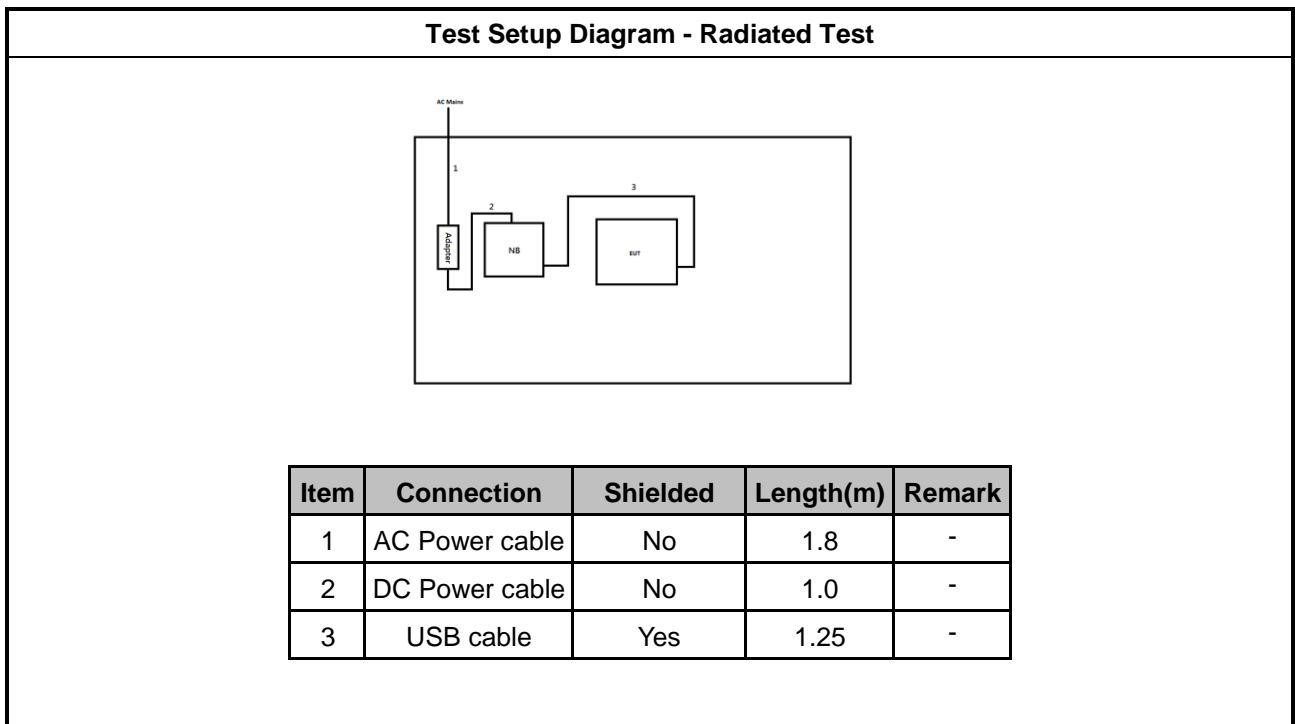 Test Setup Diagram - Radiated Test
AC Mains
1
2
3
Adapter
NB
EUT
Item Connection Shielded Length(m) Remark
1 AC Power cable No 1.8 -
2 DC Power cable No 1.0 -
3 USB cable Yes 1.25 -